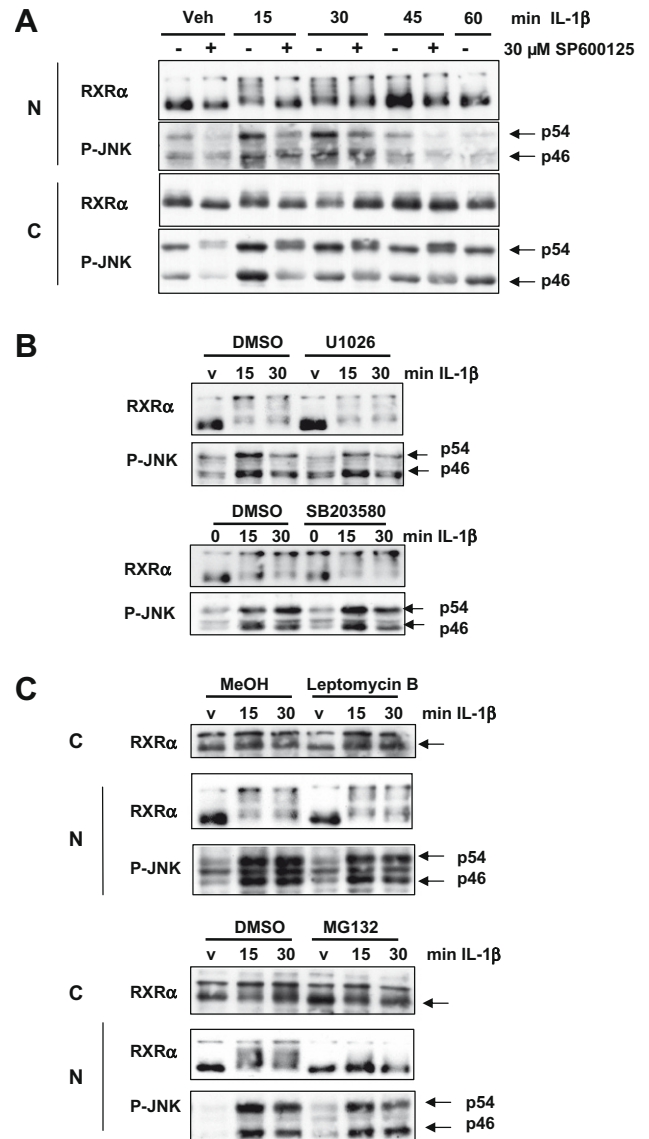 A
Veh 15 30 45 60 min IL-1β
- + - + - + - + - 30 µM SP600125
N
RXRα
P-JNK
p54
p46
C
RXRα
P-JNK
p54
p46
B
DMSO U1026
v 15 30 v 15 30 min IL-1β
RXRα
P-JNK
p54
p46
DMSO SB203580
0 15 30 0 15 30 min IL-1β
RXRα
P-JNK
p54
p46
C
MeOH Leptomycin B
v 15 30 v 15 30 min IL-1β
C RXRα
RXRα
N
P-JNK
p54
p46
DMSO MG132
v 15 30 v 15 30 min IL-1β
C RXRα
RXRα
N
P-JNK
p54
p46